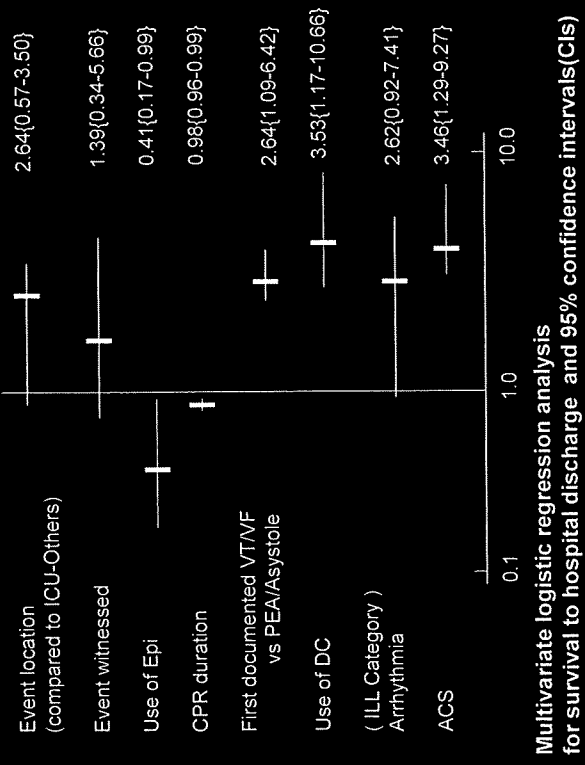 Event location
(compared to ICU-Others)
2.64{0.57-3.50}
Event witnessed
1.39{0.34-5.66}
Use of Epi
0.41{0.17-0.99}
CPR duration
0.98{0.96-0.99}
First documented VT/VF
vs PEA/Asystole
2.64{1.09-6.42}
Use of DC
3.53{1.17-10.66}
( ILL Category )
Arrhythmia
2.62{0.92-7.41}
ACS
3.46{1.29-9.27}
0.1
1.0
10.0
Multivariate logistic regression analysis
for survival to hospital discharge and 95% confidence intervals(CIs)